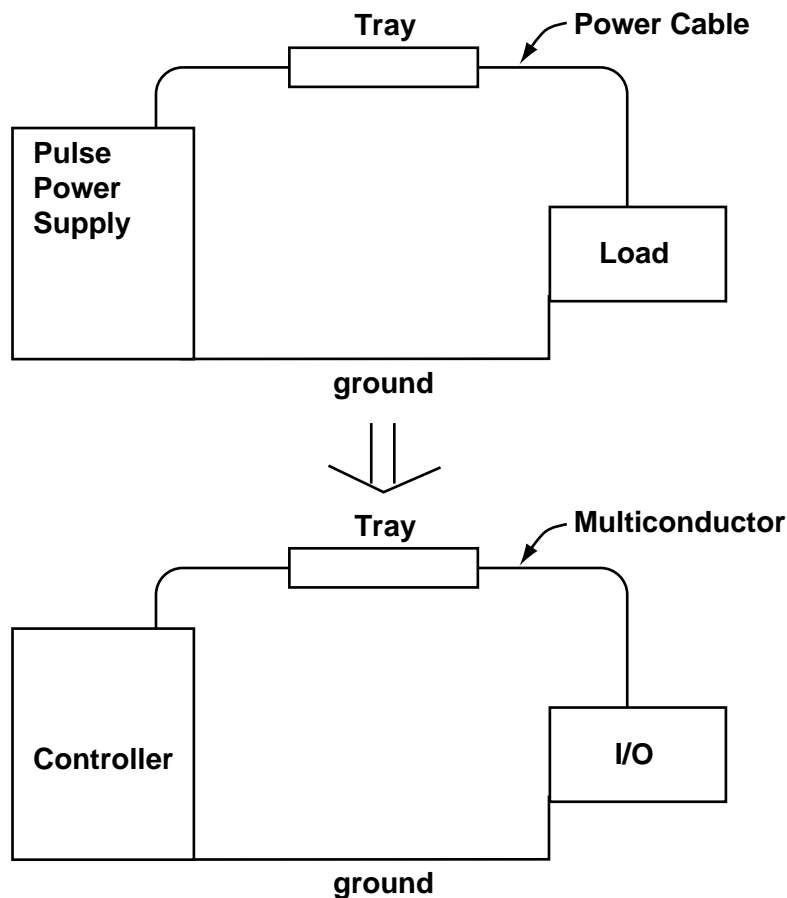 Tray
Power Cable
Pulse
Power
Supply
Load
ground
Tray
Multiconductor
Controller
I/O
ground